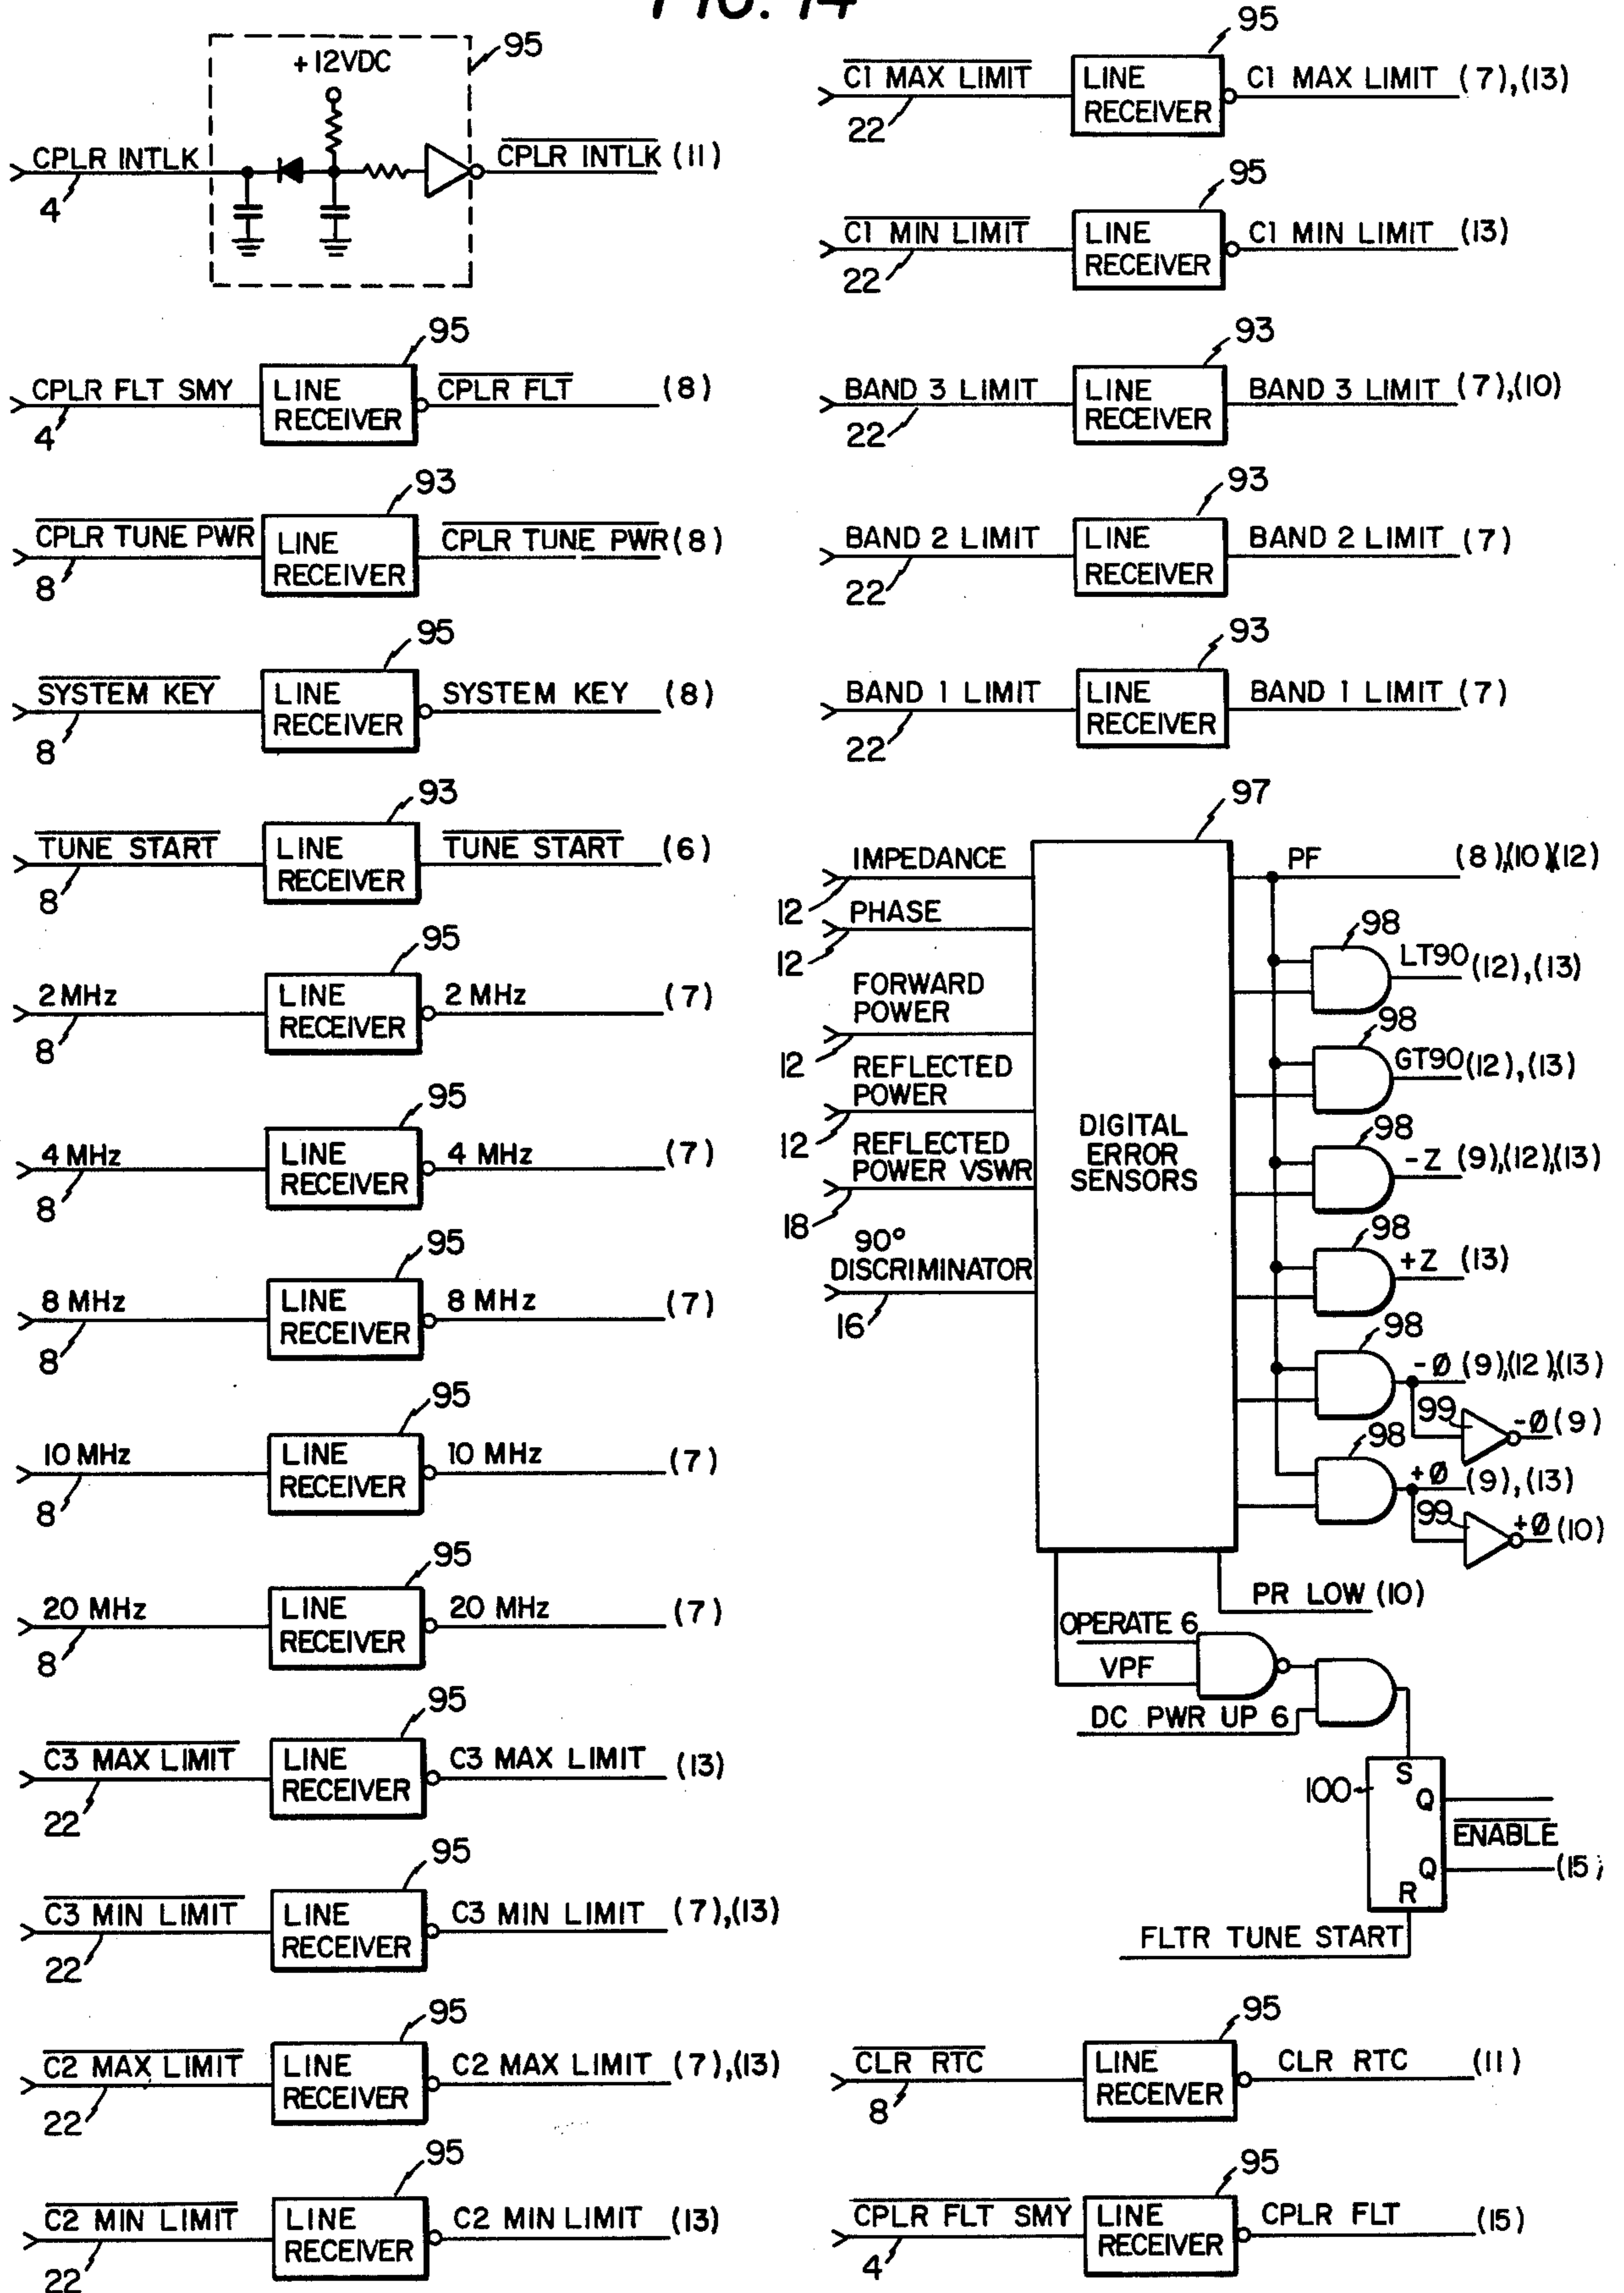 FIG. 14
+12VDC
95
CPLR INTLK
4
CPLR INTLK (11)
95
CPLR FLT SMY
4
LINE
RECEIVER
CPLR FLT (8)
93
CPLR TUNE PWR
8
LINE
RECEIVER
CPLR TUNE PWR (8)
95
SYSTEM KEY
8
LINE
RECEIVER
SYSTEM KEY (8)
93
TUNE START
8
LINE
RECEIVER
TUNE START (6)
95
2 MHz
8
LINE
RECEIVER
2 MHz (7)
95
4 MHz
8
LINE
RECEIVER
4 MHz (7)
95
8 MHz
8
LINE
RECEIVER
8 MHz (7)
95
10 MHz
8
LINE
RECEIVER
10 MHz (7)
95
20 MHz
8
LINE
RECEIVER
20 MHz (7)
95
C3 MAX LIMIT
22
LINE
RECEIVER
C3 MAX LIMIT (13)
95
C3 MIN LIMIT
22
LINE
RECEIVER
C3 MIN LIMIT (7),(13)
95
C2 MAX LIMIT
22
LINE
RECEIVER
C2 MAX LIMIT (7),(13)
95
C2 MIN LIMIT
22
LINE
RECEIVER
C2 MIN LIMIT (13)
95
C1 MAX LIMIT
22
LINE
RECEIVER
C1 MAX LIMIT (7),(13)
95
C1 MIN LIMIT
22
LINE
RECEIVER
C1 MIN LIMIT (13)
93
BAND 3 LIMIT
22
LINE
RECEIVER
BAND 3 LIMIT (7),(10)
93
BAND 2 LIMIT
22
LINE
RECEIVER
BAND 2 LIMIT (7)
93
BAND 1 LIMIT
22
LINE
RECEIVER
BAND 1 LIMIT (7)
97
IMPEDANCE
12
PHASE
12
FORWARD
POWER
12
REFLECTED
POWER
12
REFLECTED
POWER VSWR
18
90°
DISCRIMINATOR
16
DIGITAL
ERROR
SENSORS
PF (8),(10)(12)
98
LT90 (12),(13)
98
GT90 (12),(13)
98
-Z (9),(12),(13)
98
+Z (13)
98
-Ø (9),(12),(13)
99
-Ø (9)
98
+Ø (9),(13)
99
+Ø (10)
PR LOW (10)
OPERATE 6
VPF
DC PWR UP 6
100
S
Q
ENABLE
Q
(15)
R
FLTR TUNE START
95
CLR RTC
8
LINE
RECEIVER
CLR RTC (11)
95
CPLR FLT SMY
4
LINE
RECEIVER
CPLR FLT (15)